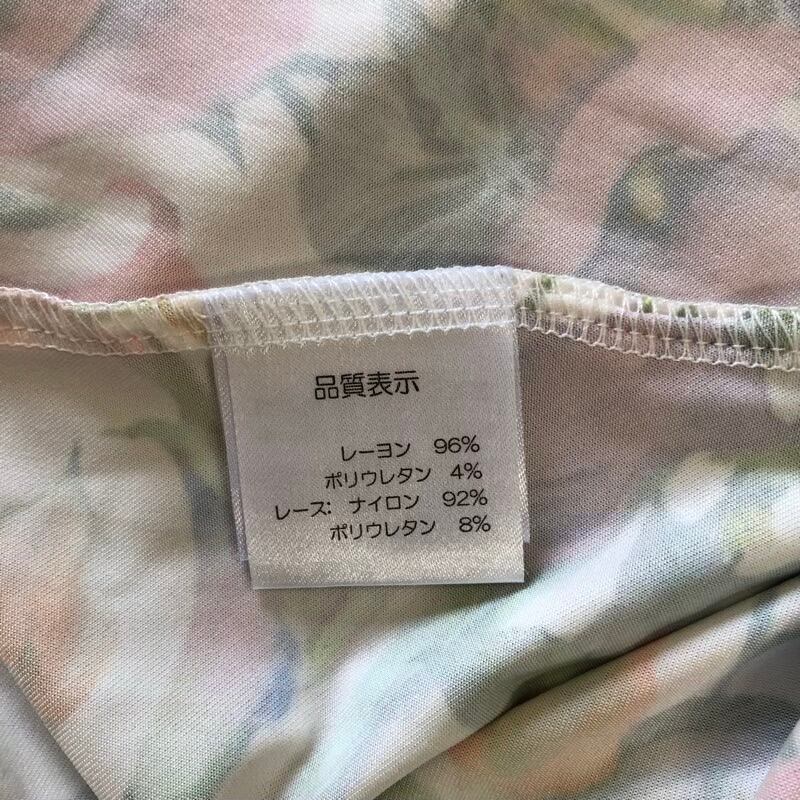 品質表示
レーヨン 96%
ポリウレタン 4%
レース: ナイロン 92%
ポリウレタン 8%